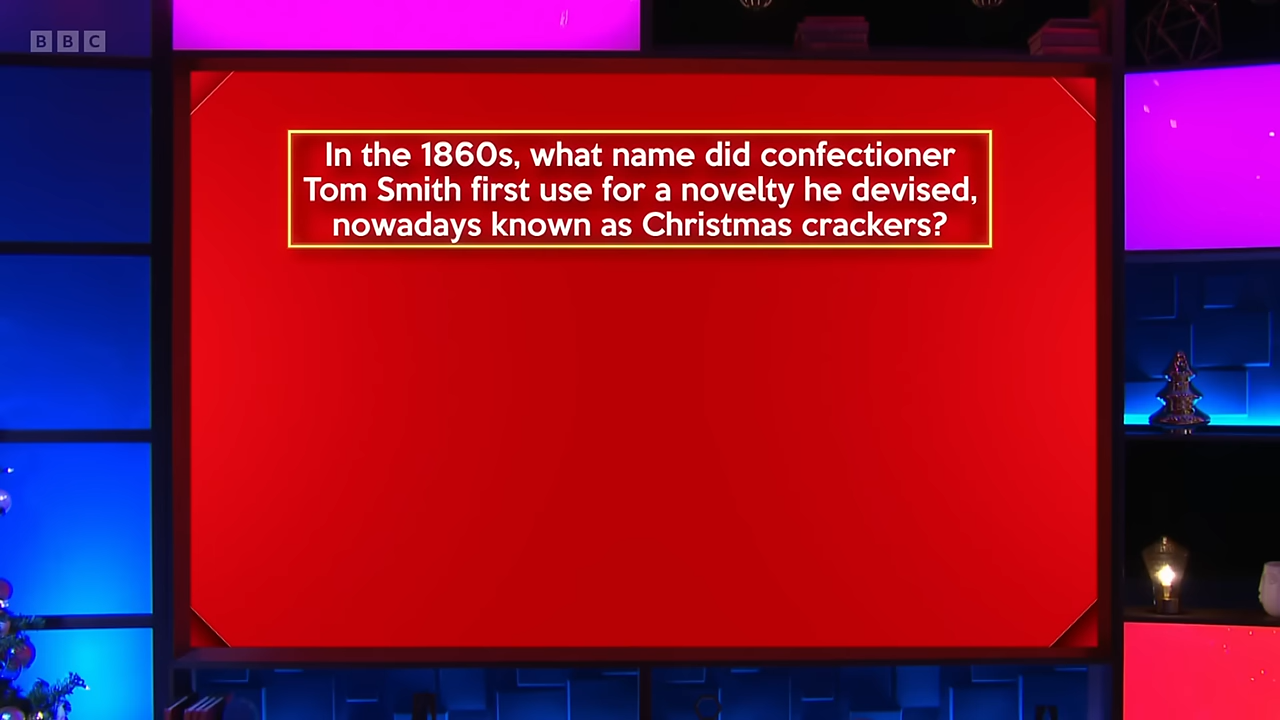 BBC
In the 1860s, what name did confectioner
Tom Smith first use for a novelty he devised,
nowadays known as Christmas crackers?